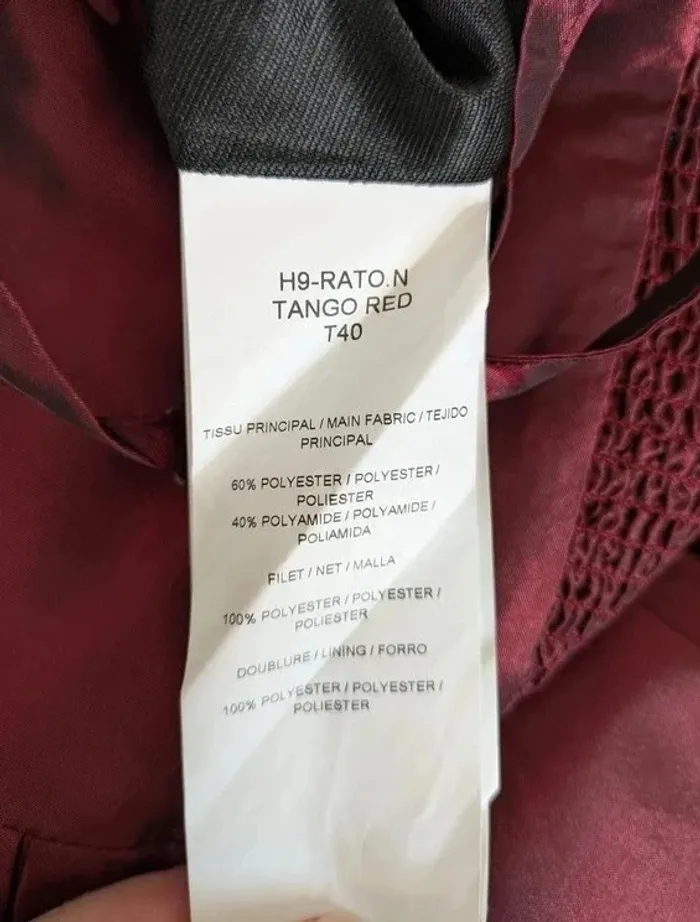 H9-RATO.N
TANGO RED
T40
TISSU PRINCIPAL / MAIN FABRIC / TEJIDO
PRINCIPAL
60% POLYESTER / POLYESTER /
POLIESTER
40% POLYAMIDE / POLYAMIDE /
POLIAMIDA
FILET / NET / MALLA
100% POLYESTER / POLYESTER /
POLIESTER
DOUBLURE / LINING / FORRO
100% POLYESTER / POLYESTER /
POLIESTER